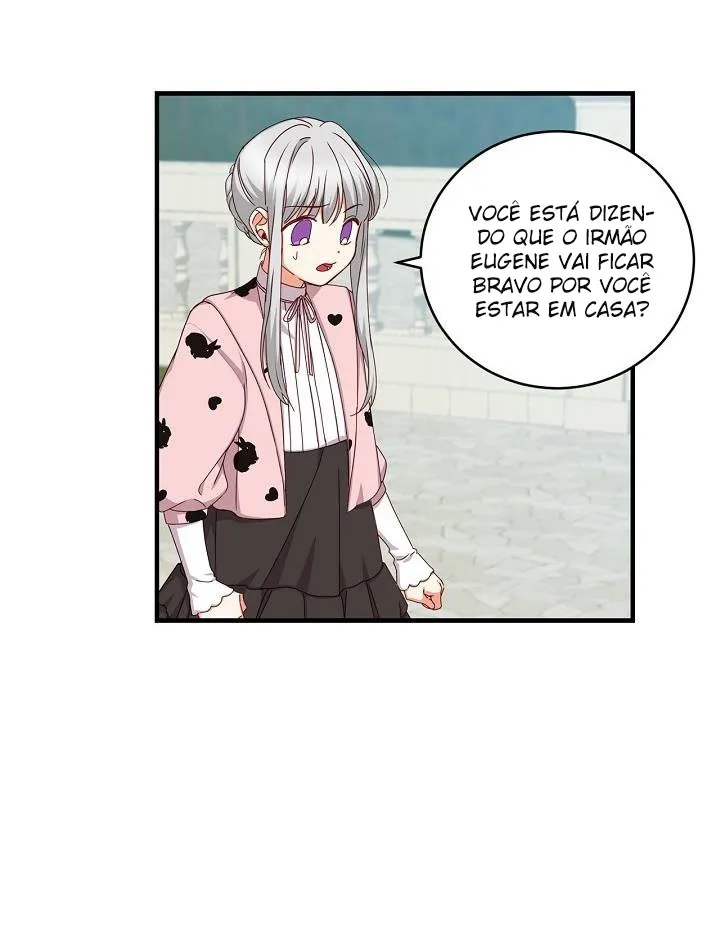 VOCÊ ESTÁ DIZEN-
DO QUE O IRMÃO
EUGENE VAI FICAR
BRAVO POR VOCÊ
ESTAR EM CASA?